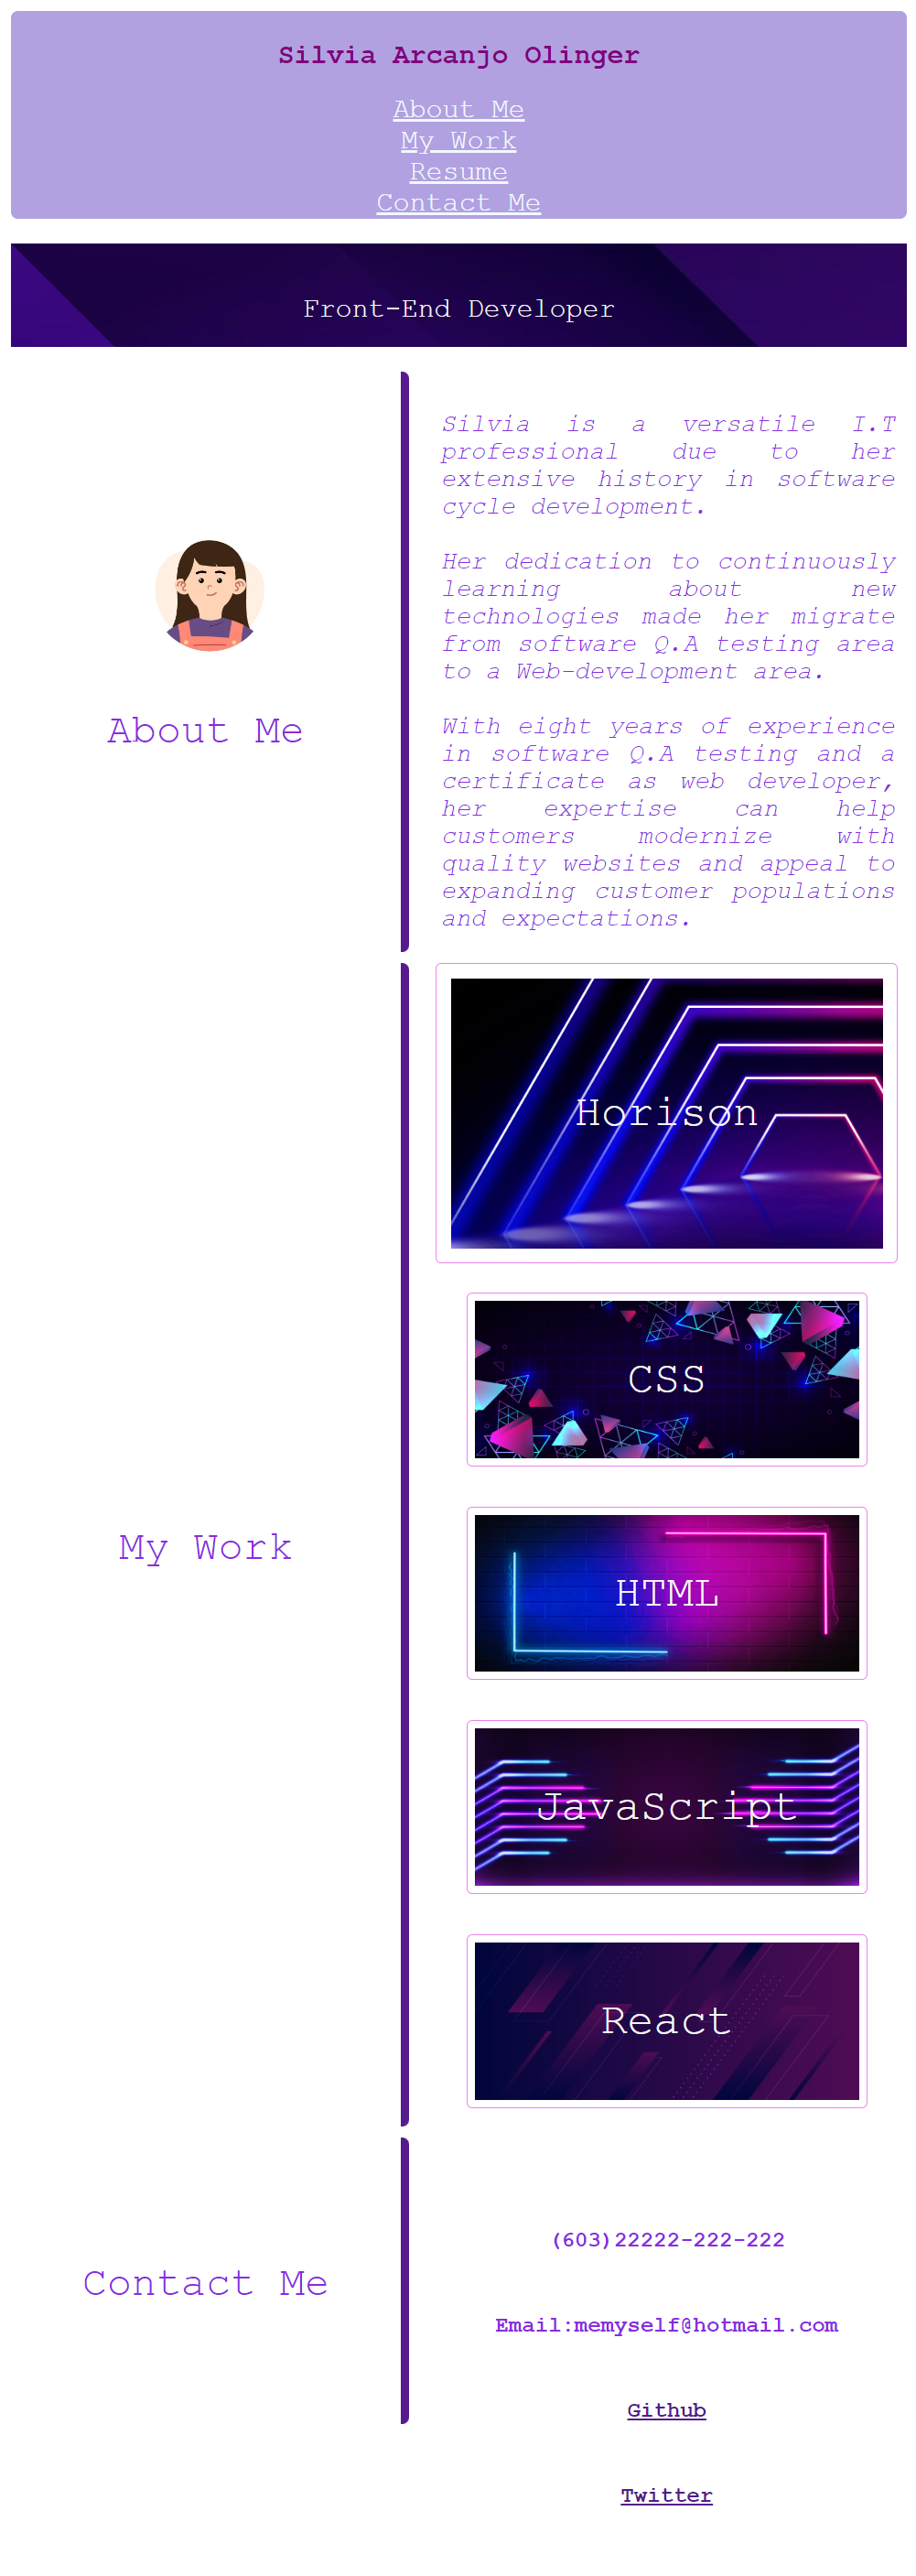 Silvia Arcanjo Olinger
About Me
My Work
Resume
Contact Me
Front-End Developer
About Me
Silvia is a versatile I.T
professional due to her
extensive history in software
cycle development.
Her dedication to continuously
learning about new
technologies made her migrate
from software Q.A testing area
to a Web-development area.
With eight years of experience
in software Q.A testing and a
certificate as web developer,
her expertise can help
customers modernize with
quality websites and appeal to
expanding customer populations
and expectations.
My Work
Horison
CSS
HTML
JavaScript
React
Contact Me
(603)22222-222-222
Email:memyself@hotmail.com
Github
Twitter